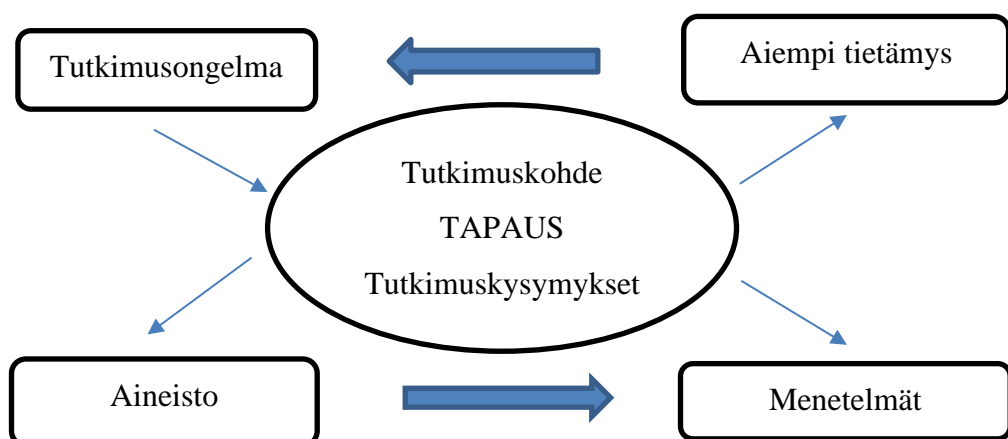 Tutkimusongelma
Aiempi tietämys
Tutkimuskohde
TAPAUS
Tutkimuskysymykset
Aineisto
Menetelmät